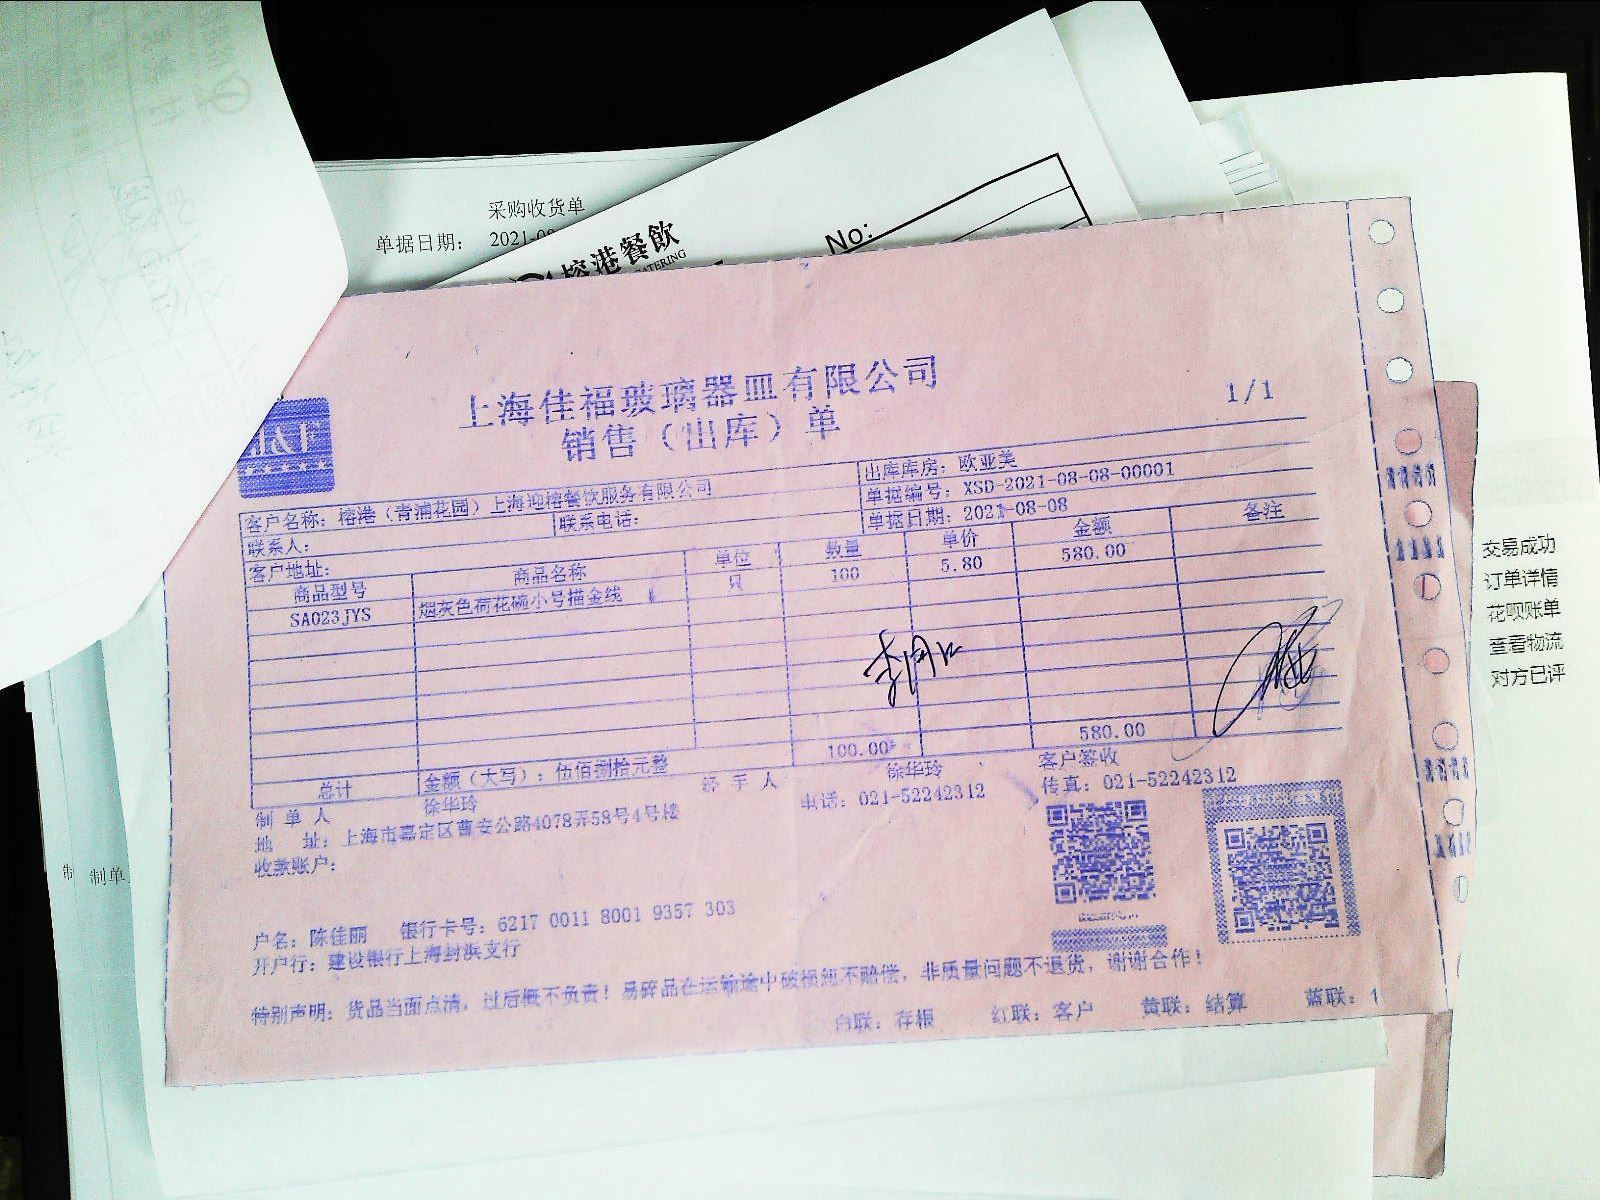 采购收货单
单据日期： 2021-08
榕港餐飲
CATERING
No:
上海佳福玻璃器皿有限公司
销售（出库）单
1/1
出库库房：欧亚美
客户名称：榕港（青浦花园）上海迎榕餐饮服务有限公司
单据编号：XSD-2021-08-08-00001
联系人：
联系电话：
单据日期：2021-08-08
客户地址：
商品型号 商品名称 单位 数量 单价 金额 备注
SA023JYS 烟灰色荷花碗小号描金线 只 100 5.80 580.00
100.00 580.00
总计 金额（大写）：伍佰捌拾元整
制单人 徐华玲 经手人 徐华玲 客户签收
地 址：上海市嘉定区曹安公路4078弄58号4号楼 电话：021-52242312 传真：021-52242312
收款账户：
户名：陈佳丽 银行卡号：6217 0011 8001 9357 303
开户行：建设银行上海封浜支行
特别声明：货品当面点清，过后概不负责！易碎品在运输途中破损恕不赔偿，非质量问题不退货，谢谢合作！
白联：存根 红联：客户 黄联：结算 蓝联：1
交易成功
订单详情
花呗账单
查看物流
对方已评
制 制单